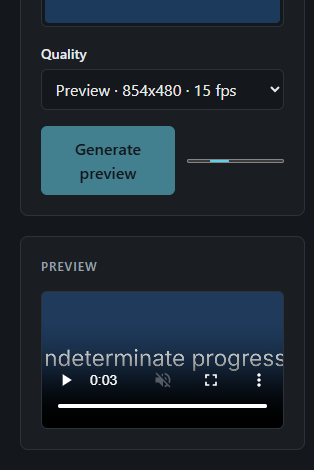 Quality
Preview · 854x480 · 15 fps
Generate
preview
PREVIEW
ndeterminate progress
0:03